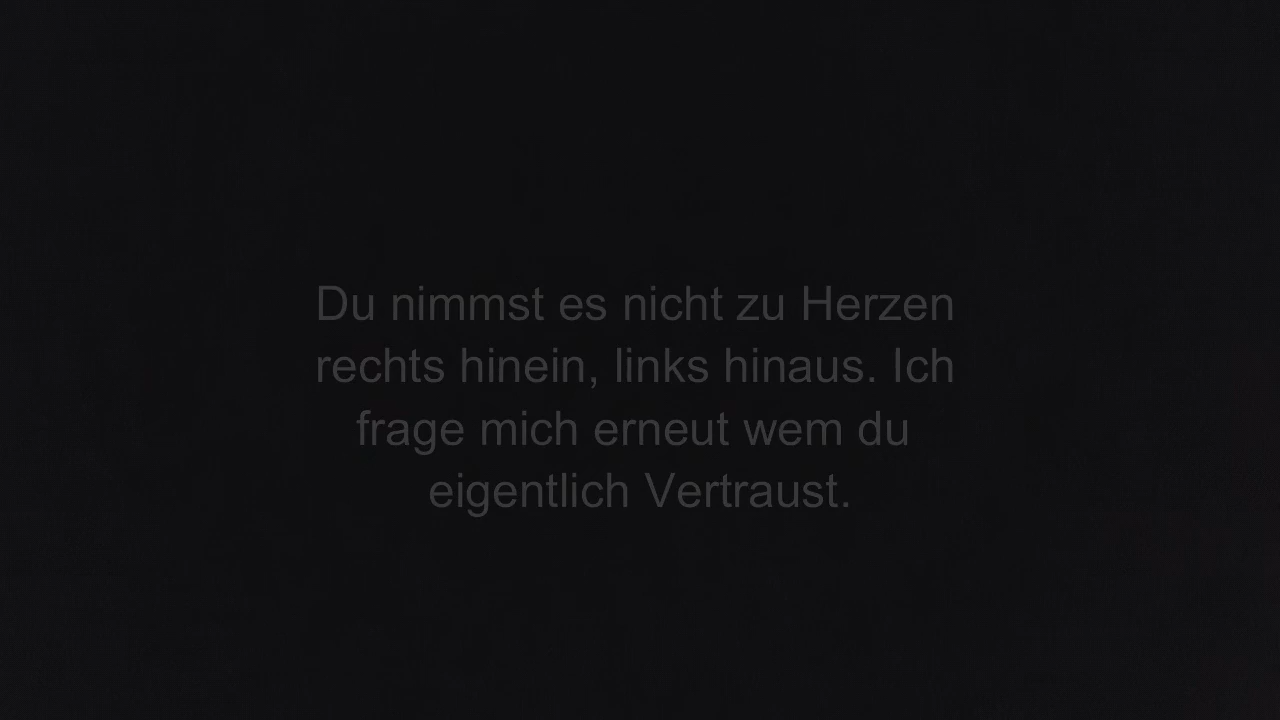 Du nimmst es nicht zu Herzen
rechts hinein, links hinaus. Ich
frage mich erneut wem du
eigentlich Vertraust.